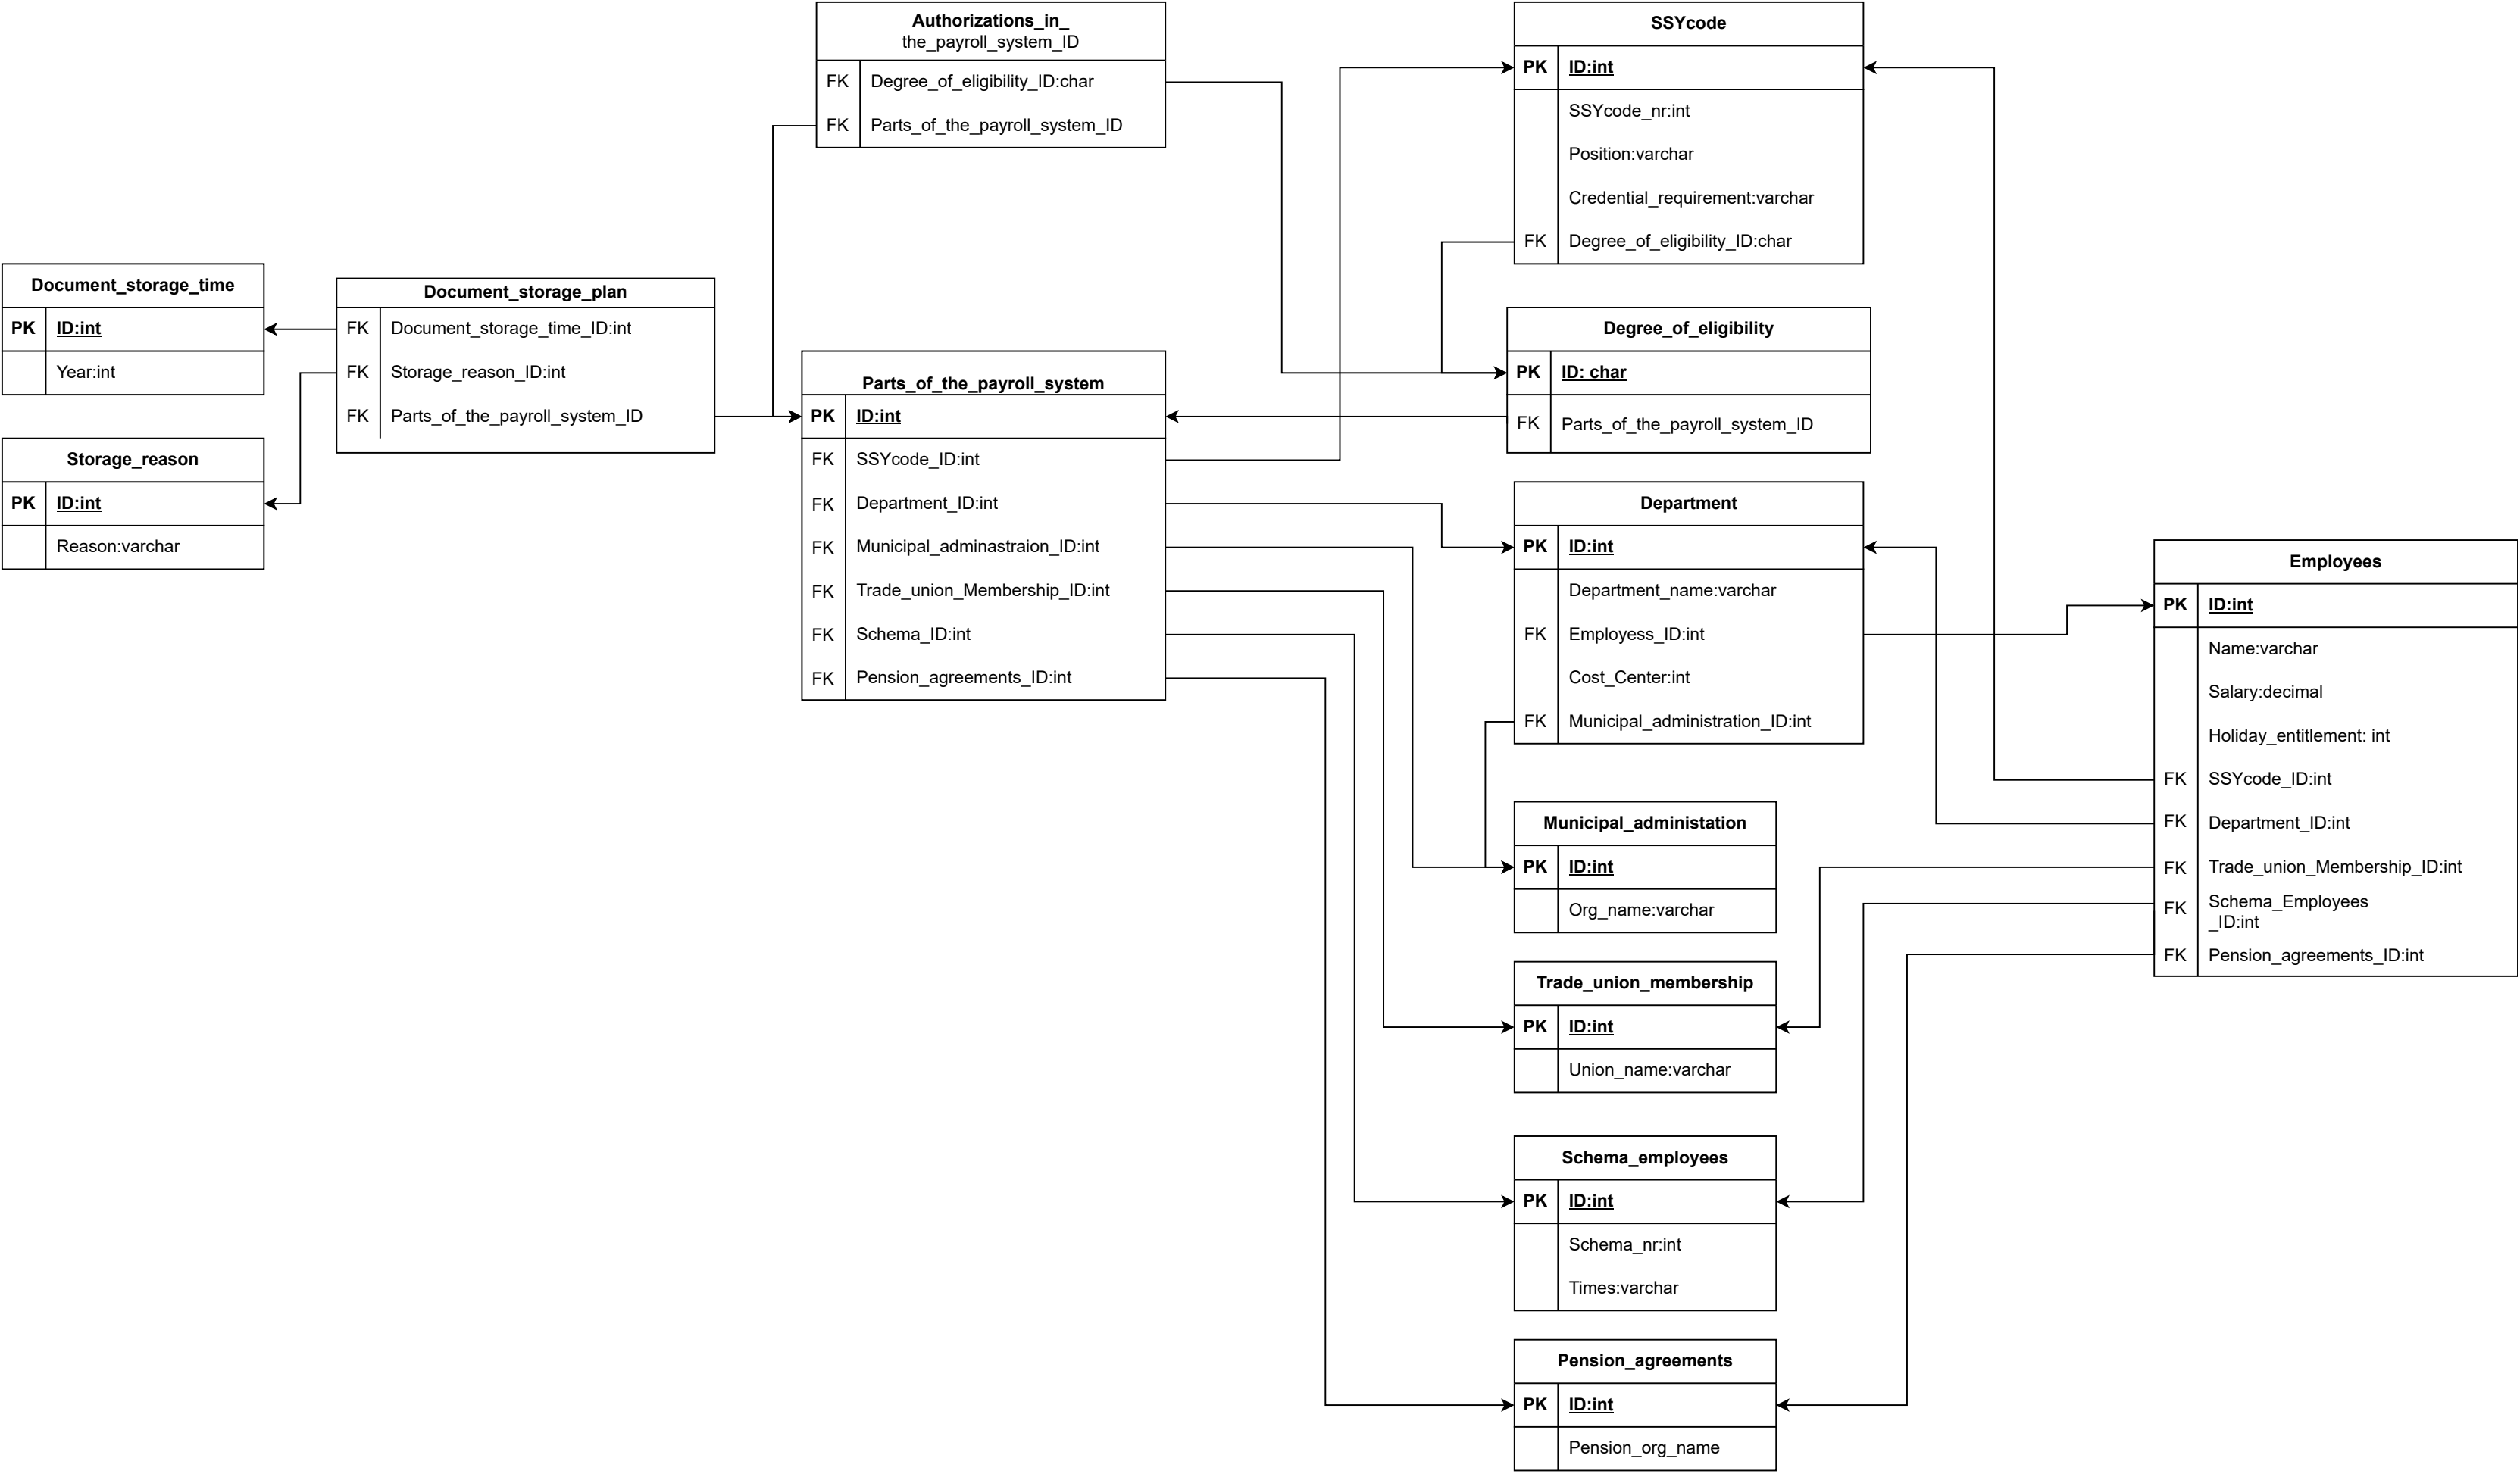 Authorizations_in_
the_payroll_system_ID
FK Degree_of_eligibility_ID:char
FK Parts_of_the_payroll_system_ID
SSYcode
PK ID:int
SSYcode_nr:int
Position:varchar
Credential_requirement:varchar
FK Degree_of_eligibility_ID:char
Document_storage_time
PK ID:int
Year:int
Document_storage_plan
FK Document_storage_time_ID:int
FK Storage_reason_ID:int
FK Parts_of_the_payroll_system_ID
Storage_reason
PK ID:int
Reason:varchar
Parts_of_the_payroll_system
PK ID:int
FK SSYcode_ID:int
FK Department_ID:int
FK Municipal_adminastraion_ID:int
FK Trade_union_Membership_ID:int
FK Schema_ID:int
FK Pension_agreements_ID:int
Degree_of_eligibility
PK ID: char
FK Parts_of_the_payroll_system_ID
Department
PK ID:int
Department_name:varchar
FK Employess_ID:int
Cost_Center:int
FK Municipal_administration_ID:int
Employees
PK ID:int
Name:varchar
Salary:decimal
Holiday_entitlement: int
FK SSYcode_ID:int
FK Department_ID:int
FK Trade_union_Membership_ID:int
FK Schema_Employees
_ID:int
FK Pension_agreements_ID:int
Municipal_administation
PK ID:int
Org_name:varchar
Trade_union_membership
PK ID:int
Union_name:varchar
Schema_employees
PK ID:int
Schema_nr:int
Times:varchar
Pension_agreements
PK ID:int
Pension_org_name